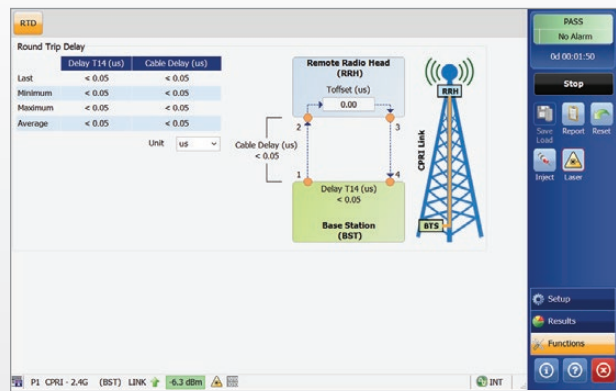 RTD
Round Trip Delay
Delay T14 (us) Cable Delay (us)
Last < 0.05 < 0.05
Minimum < 0.05 < 0.05
Maximum < 0.05 < 0.05
Average < 0.05 < 0.05
Unit us
Remote Radio Head
(RRH)
Toffset (us)
0.00
2 3
Cable Delay (us)
< 0.05
1 4
Delay T14 (us)
< 0.05
Base Station
(BST)
RRH
CPRI Link
BTS
PASS
No Alarm
0d 00:01:50
Stop
Save
Load
Report
Reset
Inject
Laser
Setup
Results
Functions
P1 CPRI - 2.4G (BST) LINK -6.3 dBm INT